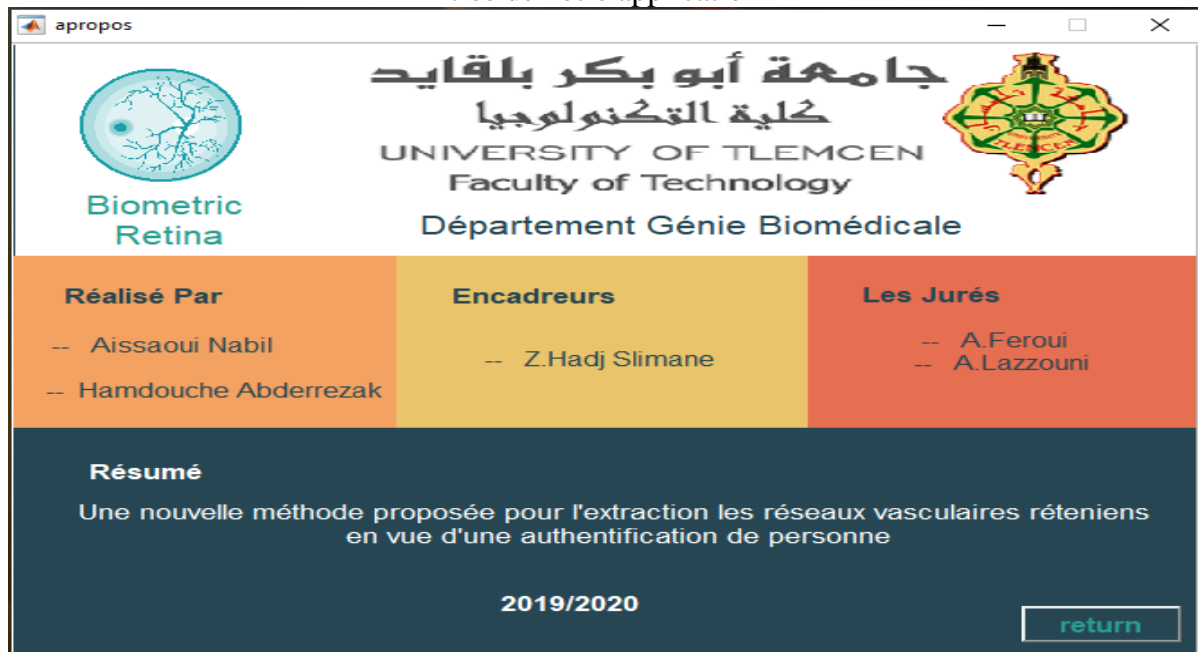 apropos
جامعة أبو بكر بلقايد
كلية التكنولوجيا
UNIVERSITY OF TLEMCEN
Faculty of Technology
Département Génie Biomédicale
Biometric
Retina
Réalisé Par
-- Aissaoui Nabil
-- Hamdouche Abderrezak
Encadreurs
-- Z.Hadj Slimane
Les Jurés
-- A.Feroui
-- A.Lazzouni
Résumé
Une nouvelle méthode proposée pour l'extraction les réseaux vasculaires réteniens
en vue d'une authentification de personne
2019/2020
return